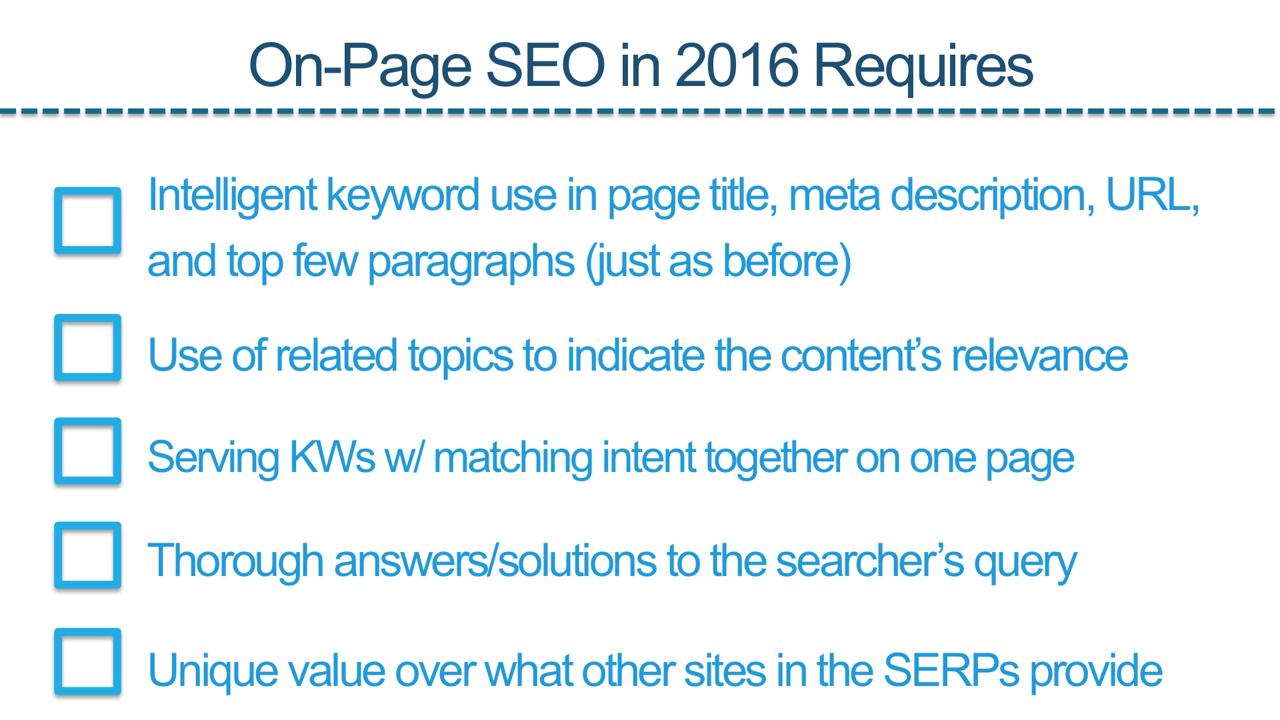 On-Page SEO in 2016 Requires
Intelligent keyword use in page title, meta description, URL,
and top few paragraphs (just as before)
Use of related topics to indicate the content’s relevance
Serving KWs w/ matching intent together on one page
Thorough answers/solutions to the searcher’s query
Unique value over what other sites in the SERPs provide